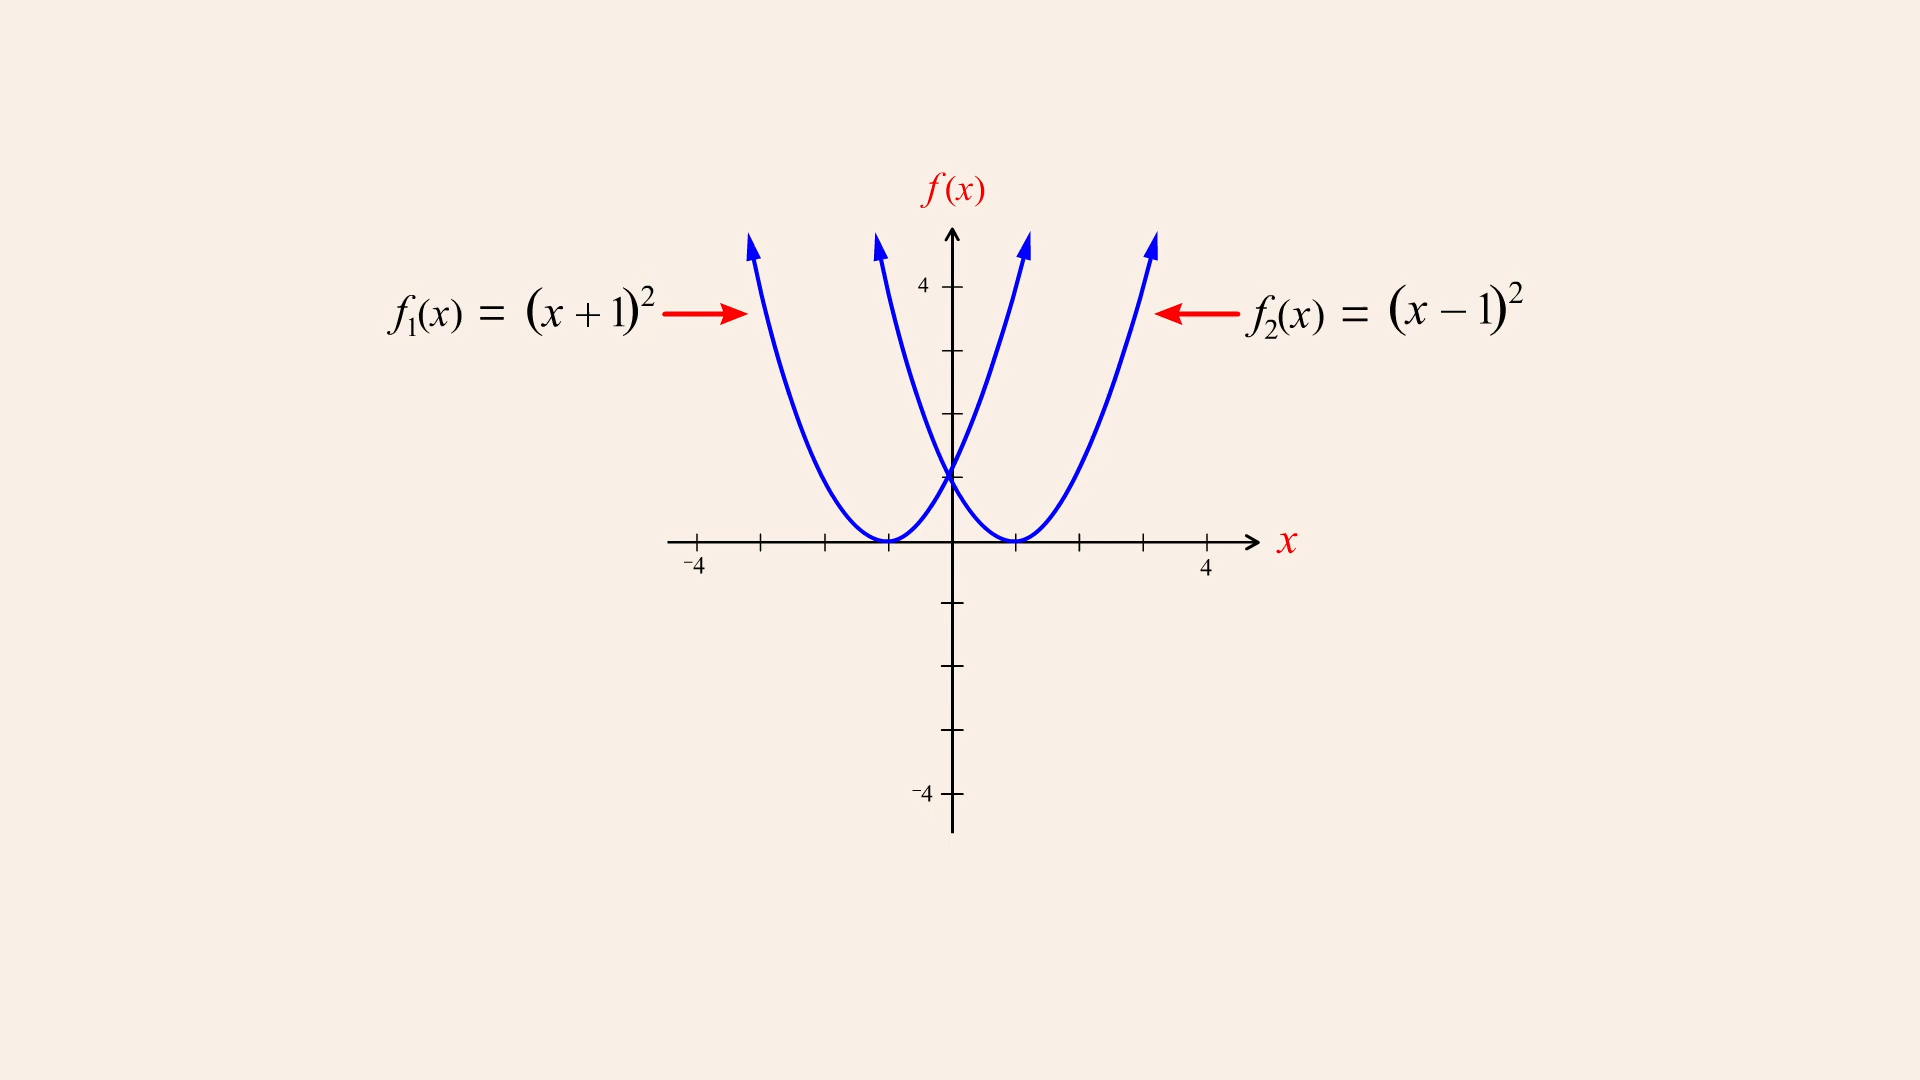 f(x)
4
f₁(x) = (x + 1)²
f₂(x) = (x − 1)²
x
−4
4
−4